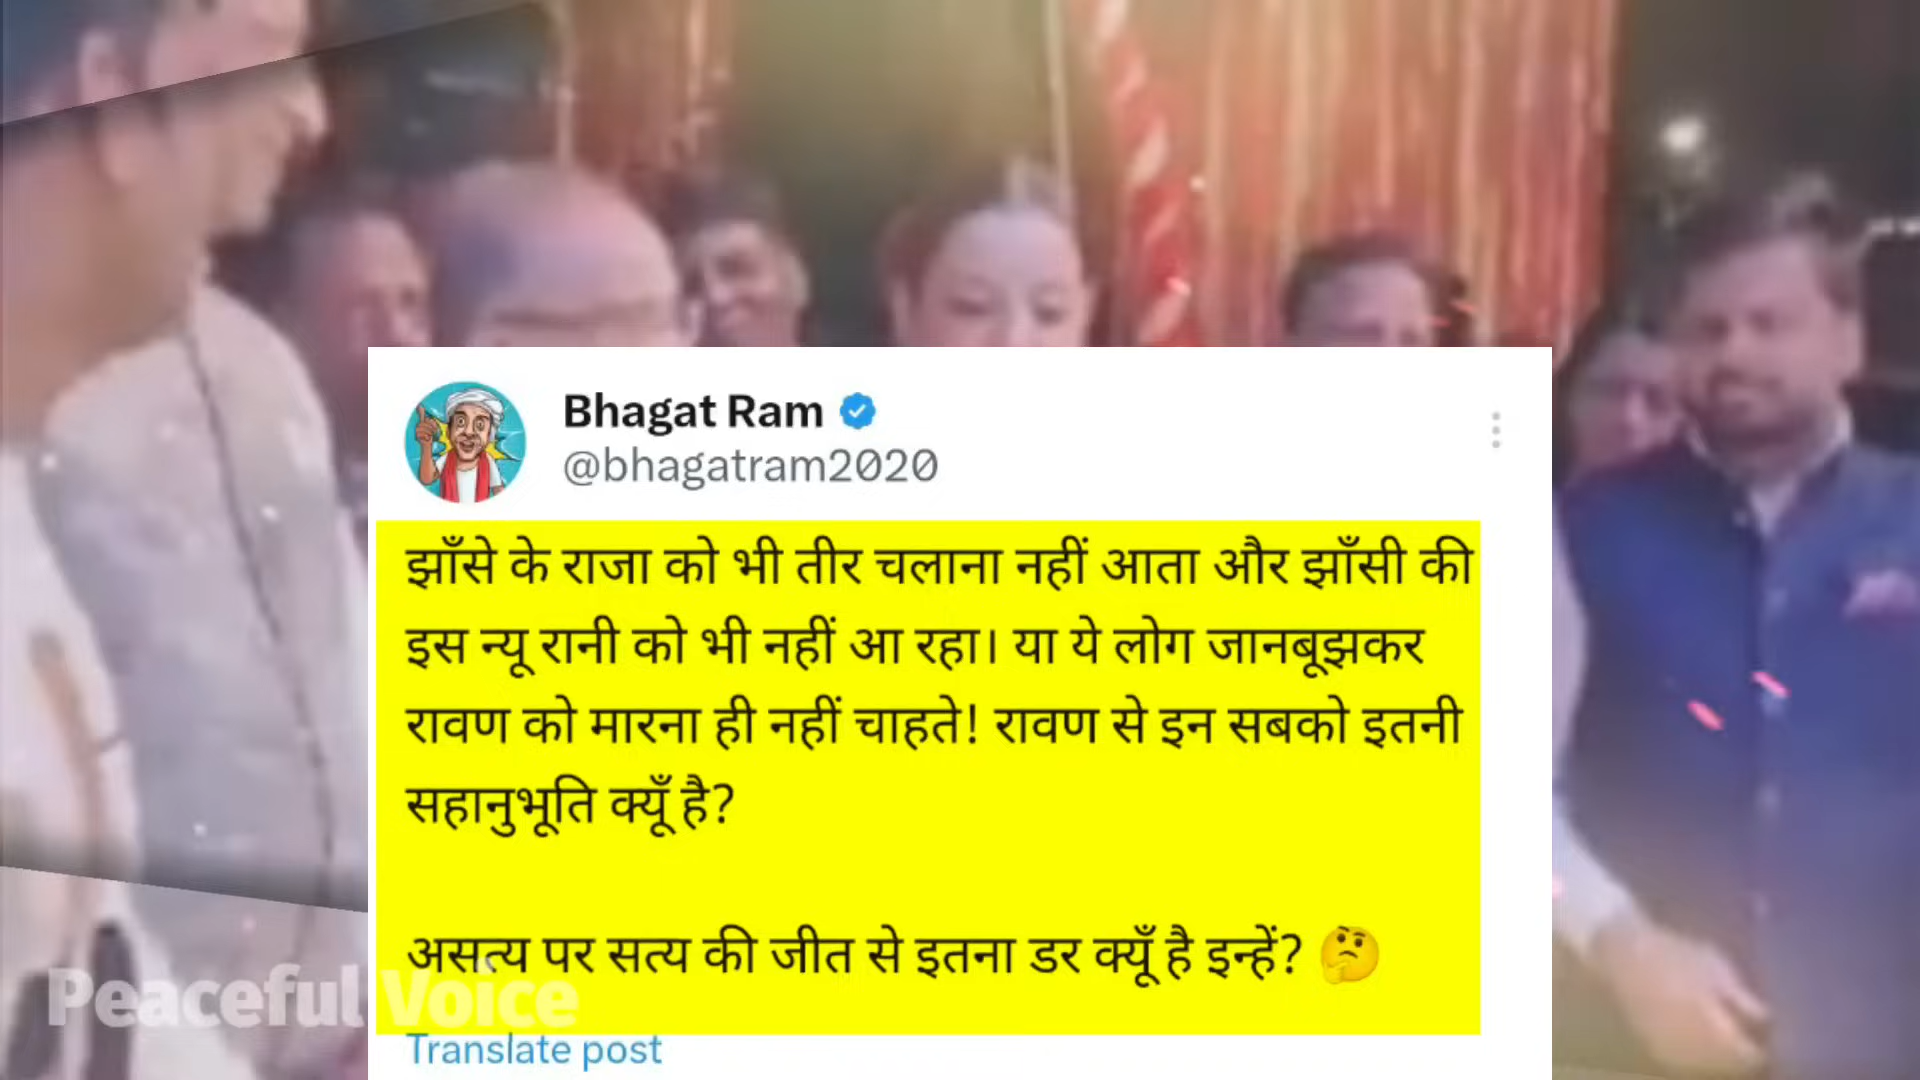 Bhagat Ram
@bhagatram2020
झाँसे के राजा को भी तीर चलाना नहीं आता और झाँसी की
इस न्यू रानी को भी नहीं आ रहा। या ये लोग जानबूझकर
रावण को मारना ही नहीं चाहते! रावण से इन सबको इतनी
सहानुभूति क्यूँ है?
असत्य पर सत्य की जीत से इतना डर क्यूँ है इन्हें? 🤔
Peaceful Voice
Translate post